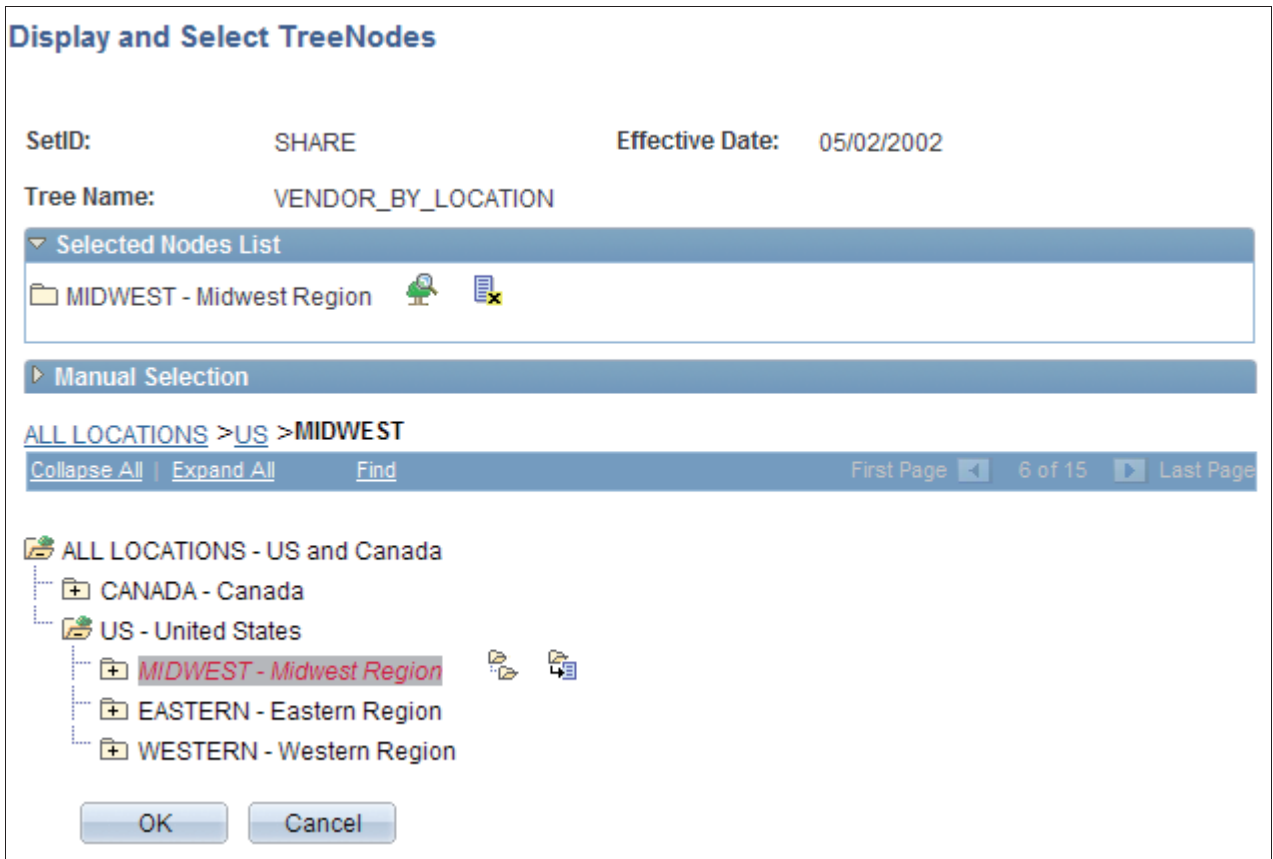 Display and Select TreeNodes
SetID: SHARE Effective Date: 05/02/2002
Tree Name: VENDOR_BY_LOCATION
Selected Nodes List
MIDWEST - Midwest Region
Manual Selection
ALL LOCATIONS >US >MIDWEST
Collapse All | Expand All Find First Page 6 of 15 Last Page
ALL LOCATIONS - US and Canada
CANADA - Canada
US - United States
MIDWEST - Midwest Region
EASTERN - Eastern Region
WESTERN - Western Region
OK Cancel